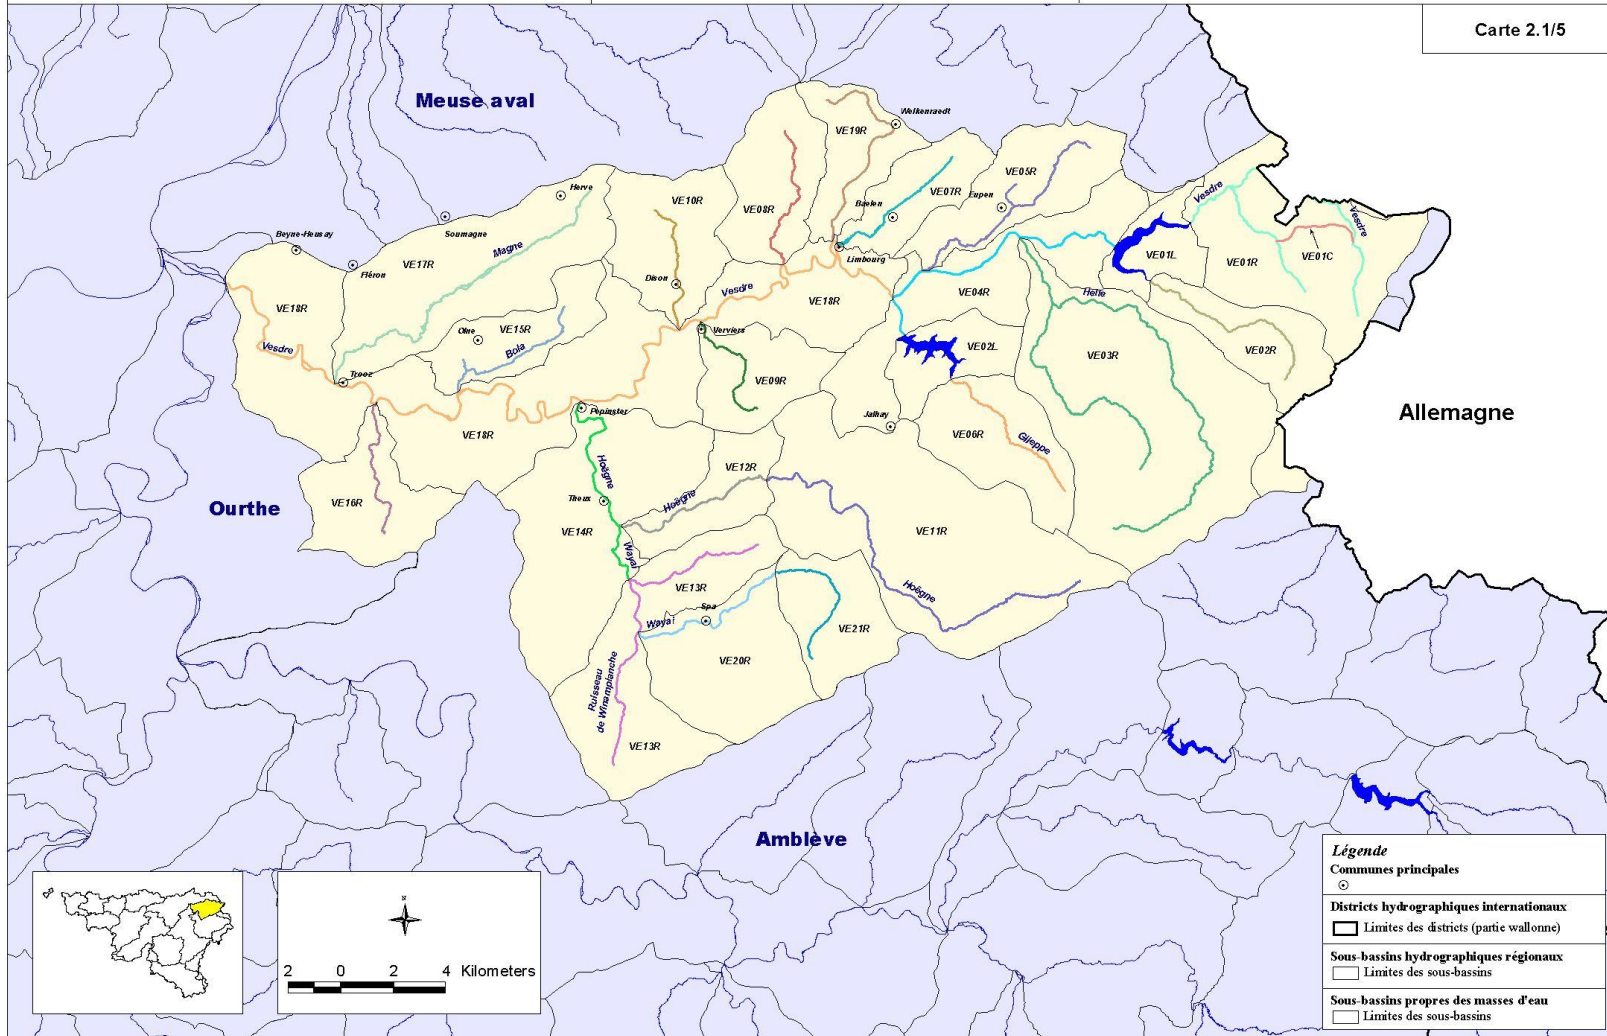 Carte 2.1/5
Meuse aval
Welkenraedt
VE19R
VE05R
VE07R
Eupen
Herve
VE10R
VE08R
Baelen
Vesdre
Vesdre
Soumagne
Beyne-Heusay
Magne
Fléron
VE17R
Limbourg
VE01L
VE01R
VE01C
Dison
Vesdre
VE18R
VE04R
Helle
VE18R
Olne
VE15R
Bola
Verviers
VE02L
VE03R
VE02R
Vesdre
Trooz
VE09R
Pepinster
Jalhay
Allemagne
VE18R
VE06R
Gileppe
Hoëgne
VE12R
VE16R
Theux
Hoëgne
Ourthe
VE14R
VE11R
Wayai
VE13R
Hoëgne
Spa
Wayai
VE21R
VE20R
Ruisseau
de Winamplanche
VE13R
Amblève
N
2 0 2 4 Kilometers
Légende
Communes principales
Districts hydrographiques internationaux
Limites des districts (partie wallonne)
Sous-bassins hydrographiques régionaux
Limites des sous-bassins
Sous-bassins propres des masses d'eau
Limites des sous-bassins